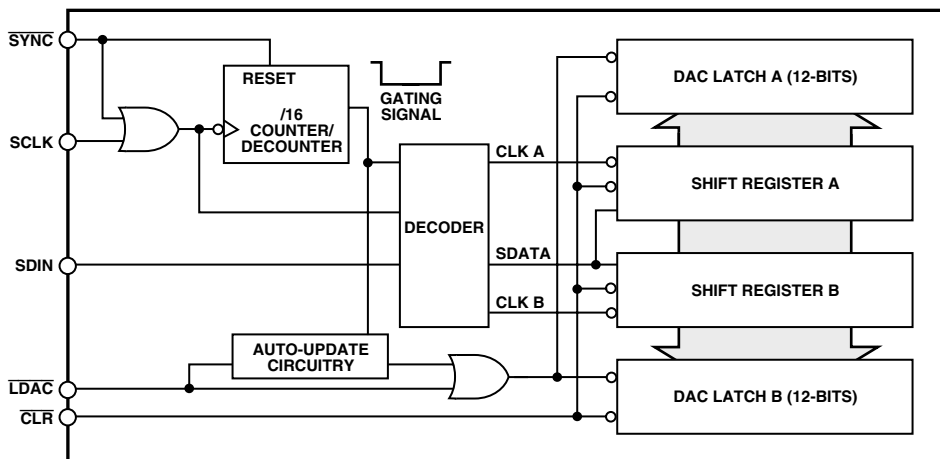 SYNC
RESET
/16
COUNTER/
DECOUNTER
GATING
SIGNAL
DAC LATCH A (12-BITS)
SCLK
CLK A
SHIFT REGISTER A
DECODER
SDIN
SDATA
SHIFT REGISTER B
CLK B
AUTO-UPDATE
CIRCUITRY
LDAC
DAC LATCH B (12-BITS)
CLR